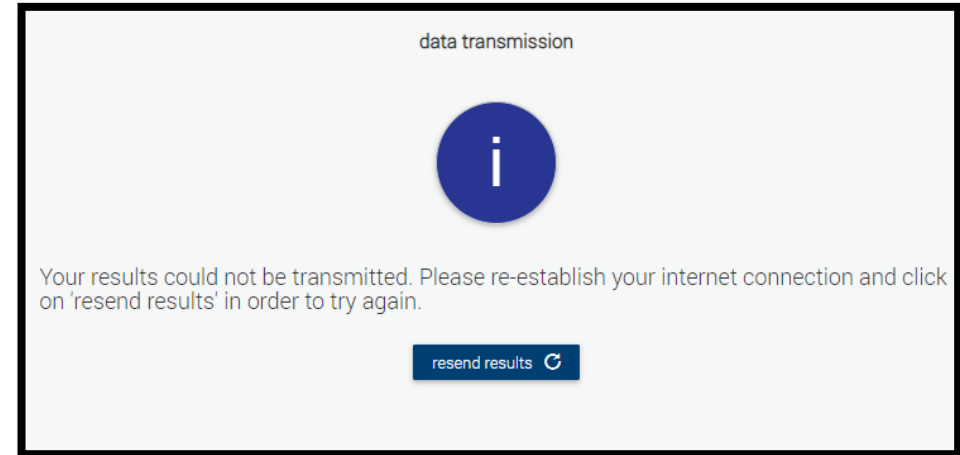 data transmission
i
Your results could not be transmitted. Please re-establish your internet connection and click
on 'resend results' in order to try again.
resend results